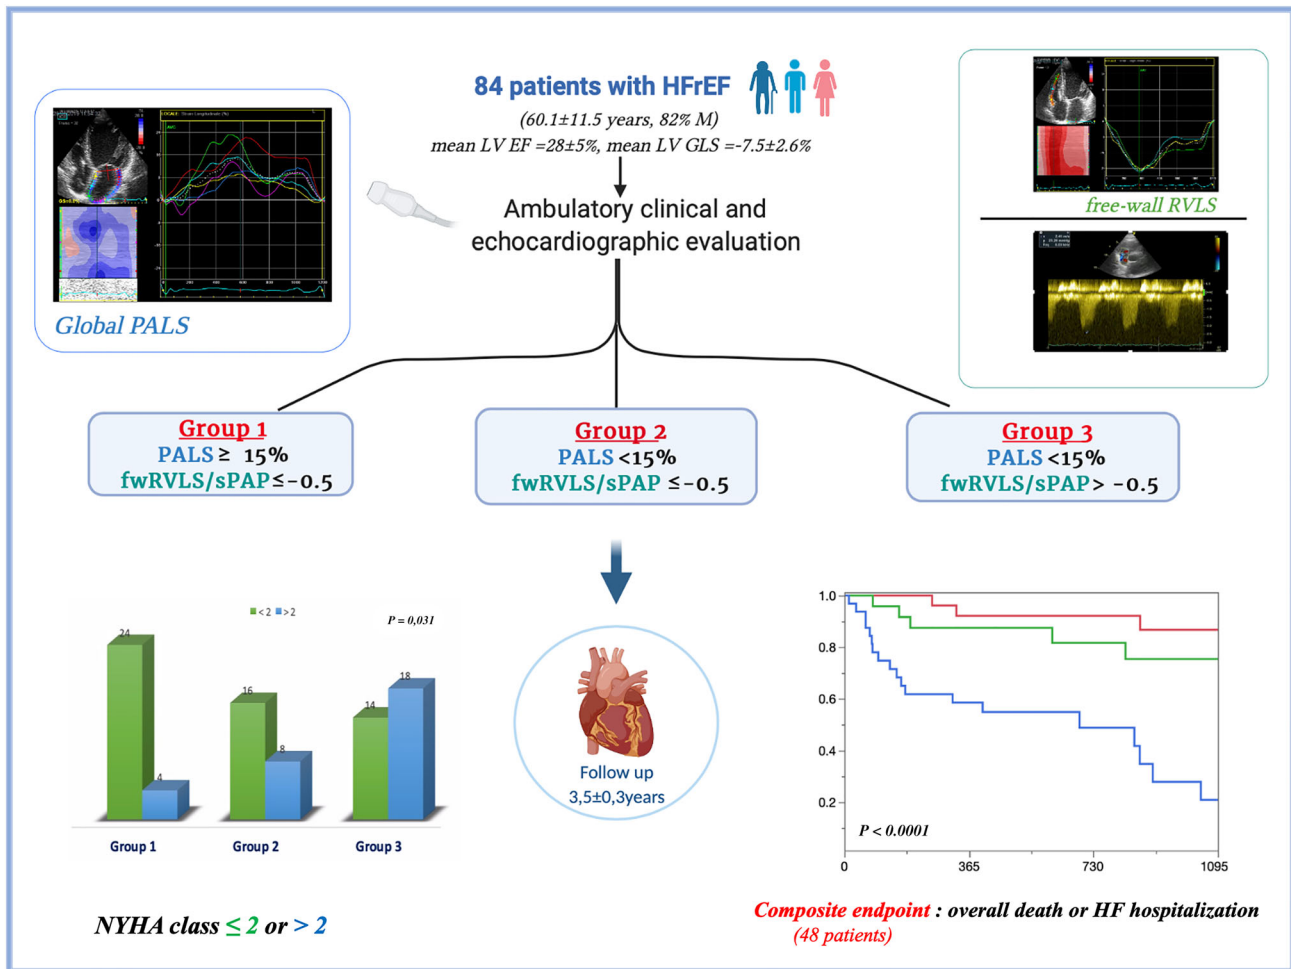 84 patients with HFrEF
(60.1±11.5 years, 82% M)
mean LV EF =28±5%, mean LV GLS =-7.5±2.6%
Ambulatory clinical and
echocardiographic evaluation
Global PALS
free-wall RVLS
Group 1
PALS ≥ 15%
fwRVLS/sPAP ≤ -0.5
Group 2
PALS <15%
fwRVLS/sPAP ≤-0.5
Group 3
PALS <15%
fwRVLS/sPAP > -0.5
<2 >2
P = 0,031
24
4
16
8
14
18
Group 1 Group 2 Group 3
NYHA class ≤ 2 or > 2
Follow up
3,5±0,3years
1.0
0.8
0.6
0.4
0.2
P < 0.0001
0 365 730 1095
Composite endpoint : overall death or HF hospitalization
(48 patients)